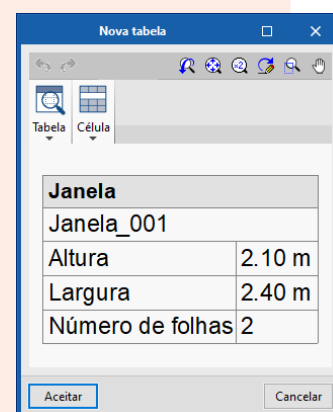 Nova tabela
Tabela Célula
Janela
Janela_001
Altura 2.10 m
Largura 2.40 m
Número de folhas 2
Aceitar Cancelar